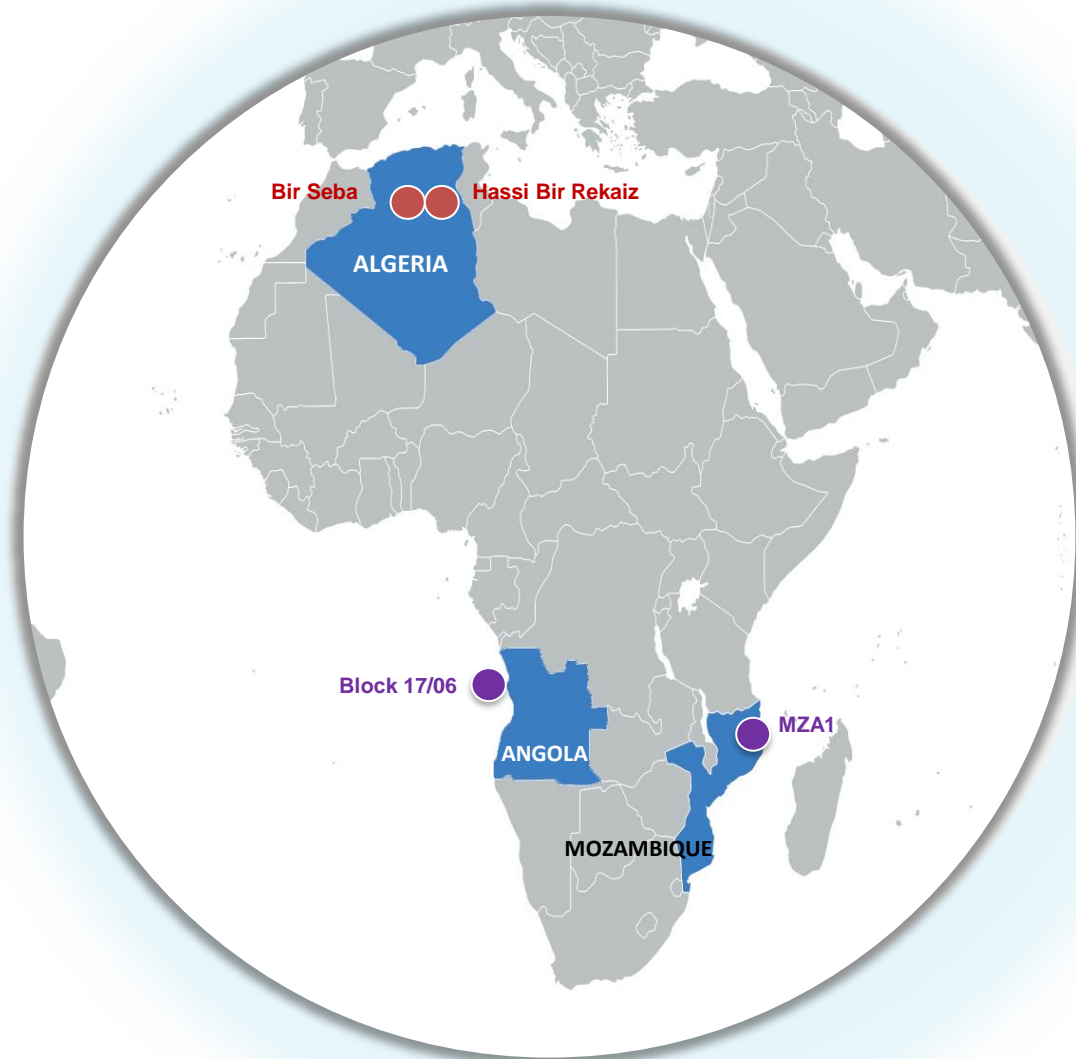 Bir Seba
Hassi Bir Rekaiz
ALGERIA
Block 17/06
MZA1
ANGOLA
MOZAMBIQUE